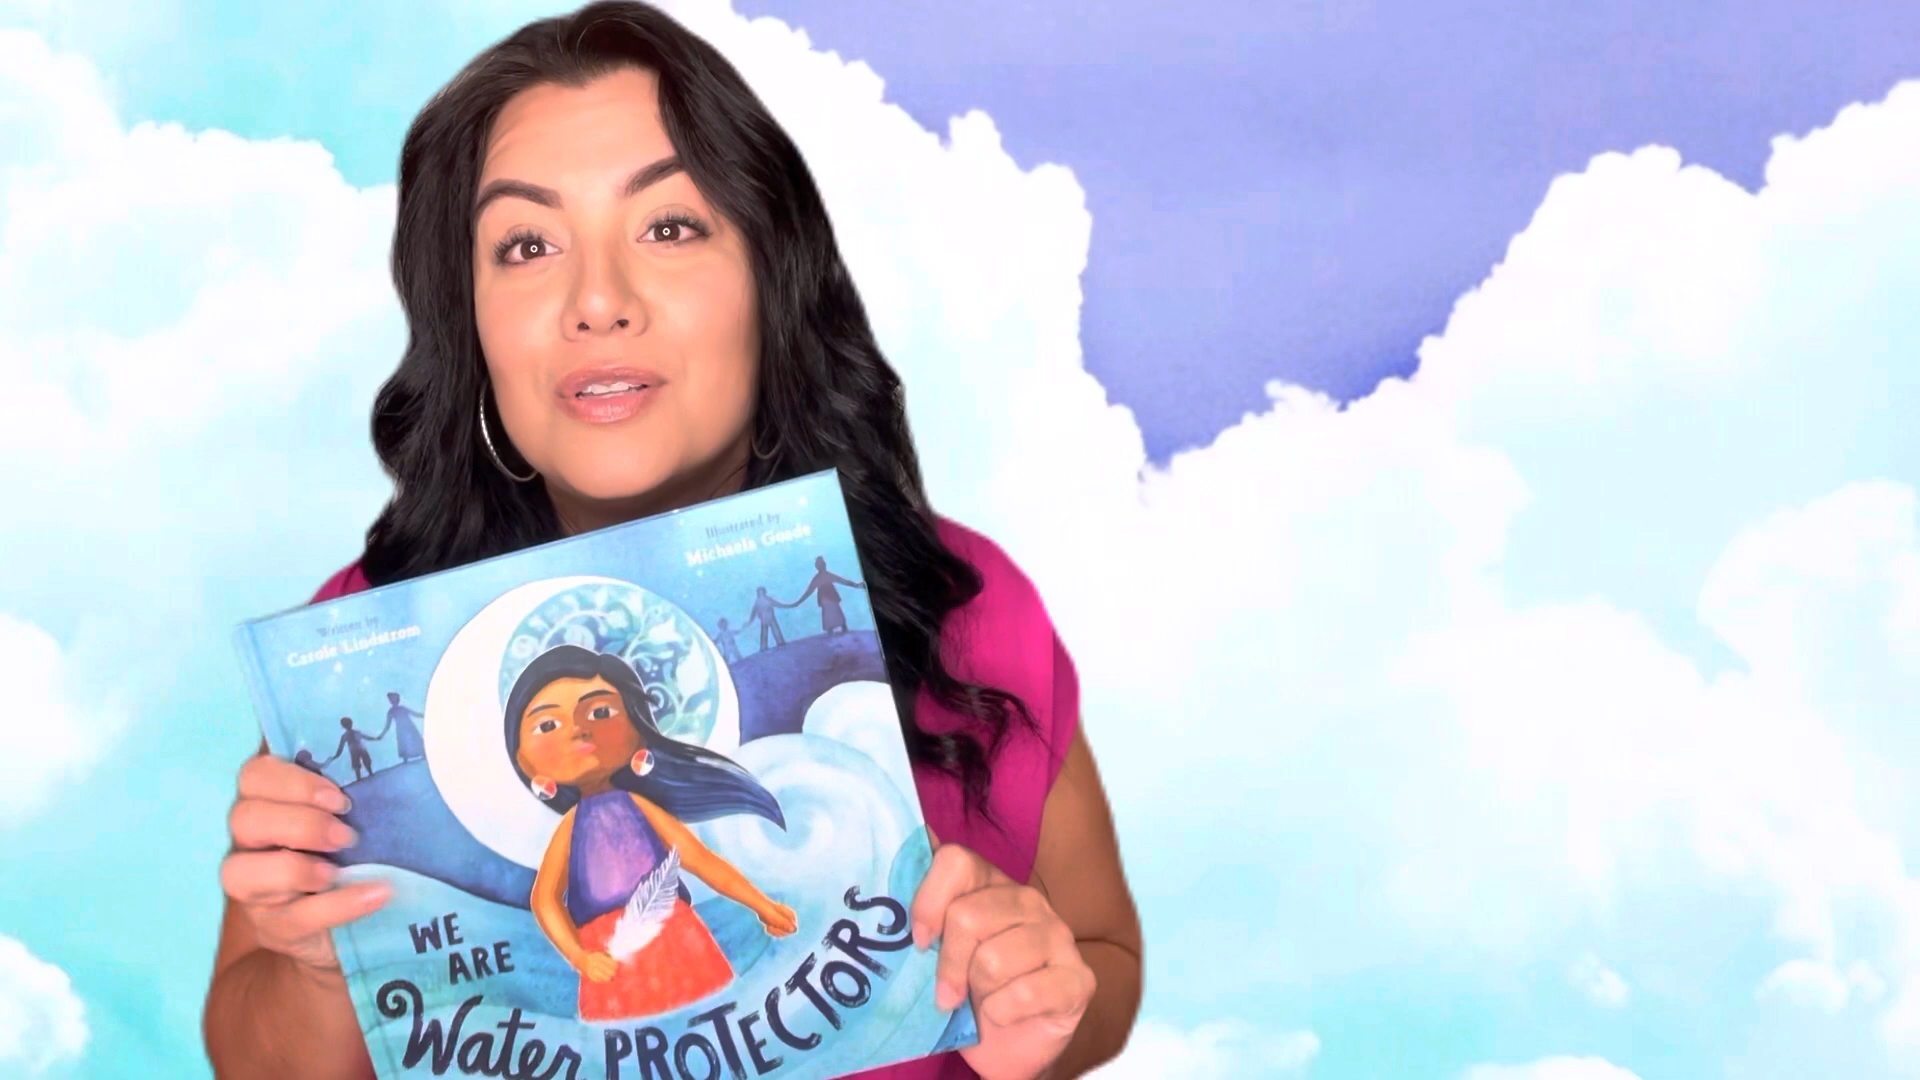 Illustrated by
Michaela Goade
Written by
Carole Lindstrom
WE
ARE
Water PROTECTORS